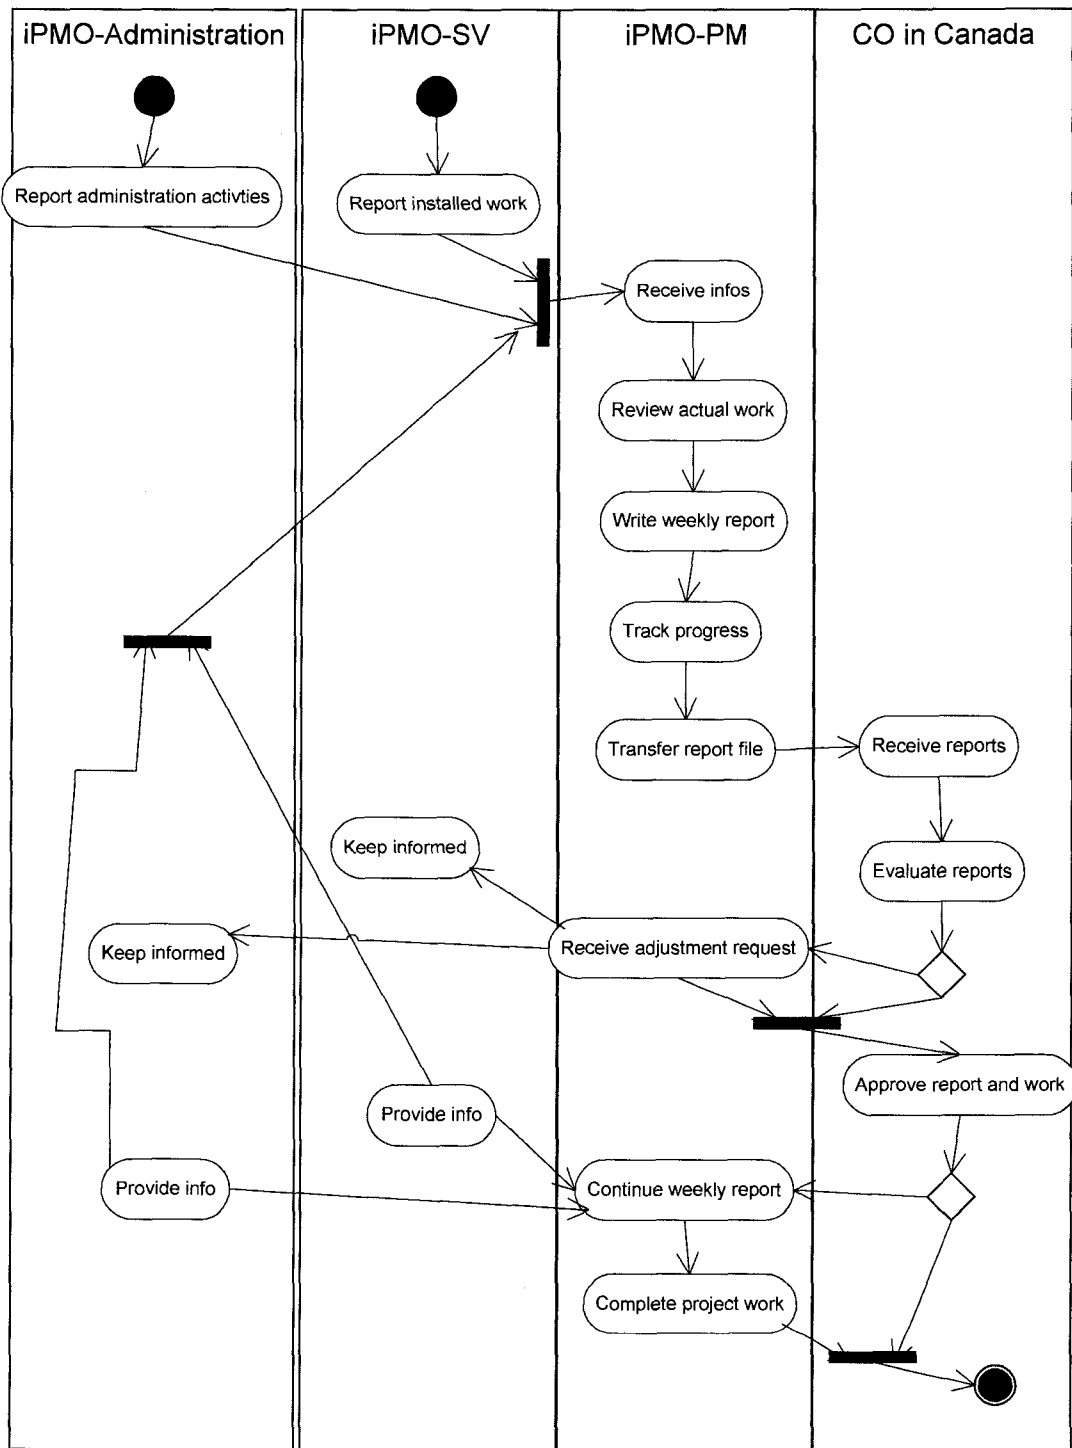 iPMO-Administration
iPMO-SV
iPMO-PM
CO in Canada
Report administration activties
Report installed work
Receive infos
Review actual work
Write weekly report
Track progress
Transfer report file
Receive reports
Keep informed
Evaluate reports
Keep informed
Receive adjustment request
Approve report and work
Provide info
Provide info
Continue weekly report
Complete project work